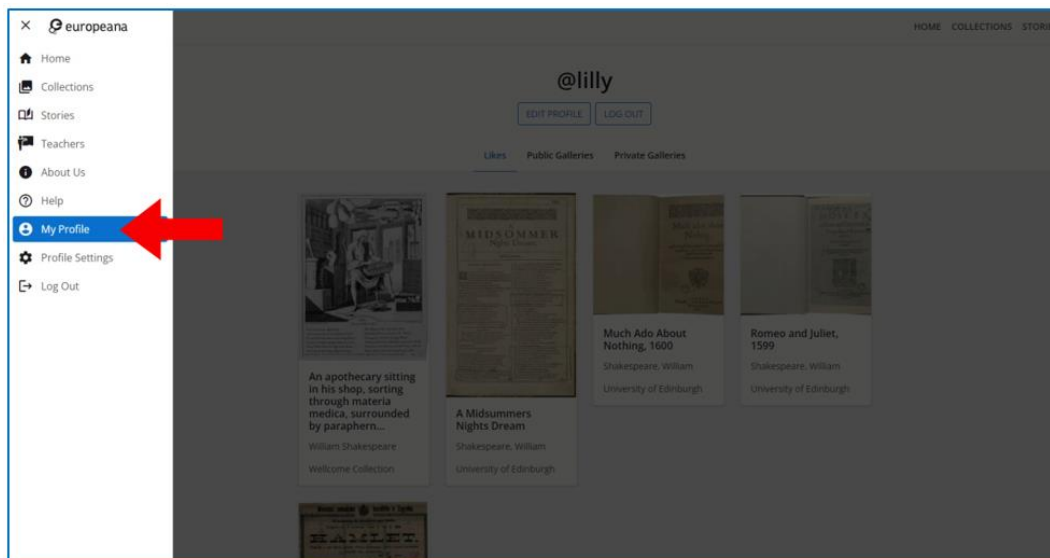 europeana
Home
Collections
Stories
Teachers
About Us
Help
My Profile
Profile Settings
Log Out
HOME COLLECTIONS STORI
@lilly
EDIT PROFILE LOG OUT
Likes Public Galleries Private Galleries
An apothecary sitting
in his shop, sorting
through materia
medica, surrounded
by paraphern...
William Shakespeare
Wellcome Collection
MIDSOMMER
Nights Dreame
A Midsummers
Nights Dream
Shakespeare, William
University of Edinburgh
Much Ado About
Nothing, 1600
Shakespeare, William
University of Edinburgh
Romeo and Juliet,
1599
Shakespeare, William
University of Edinburgh
HAMLET.